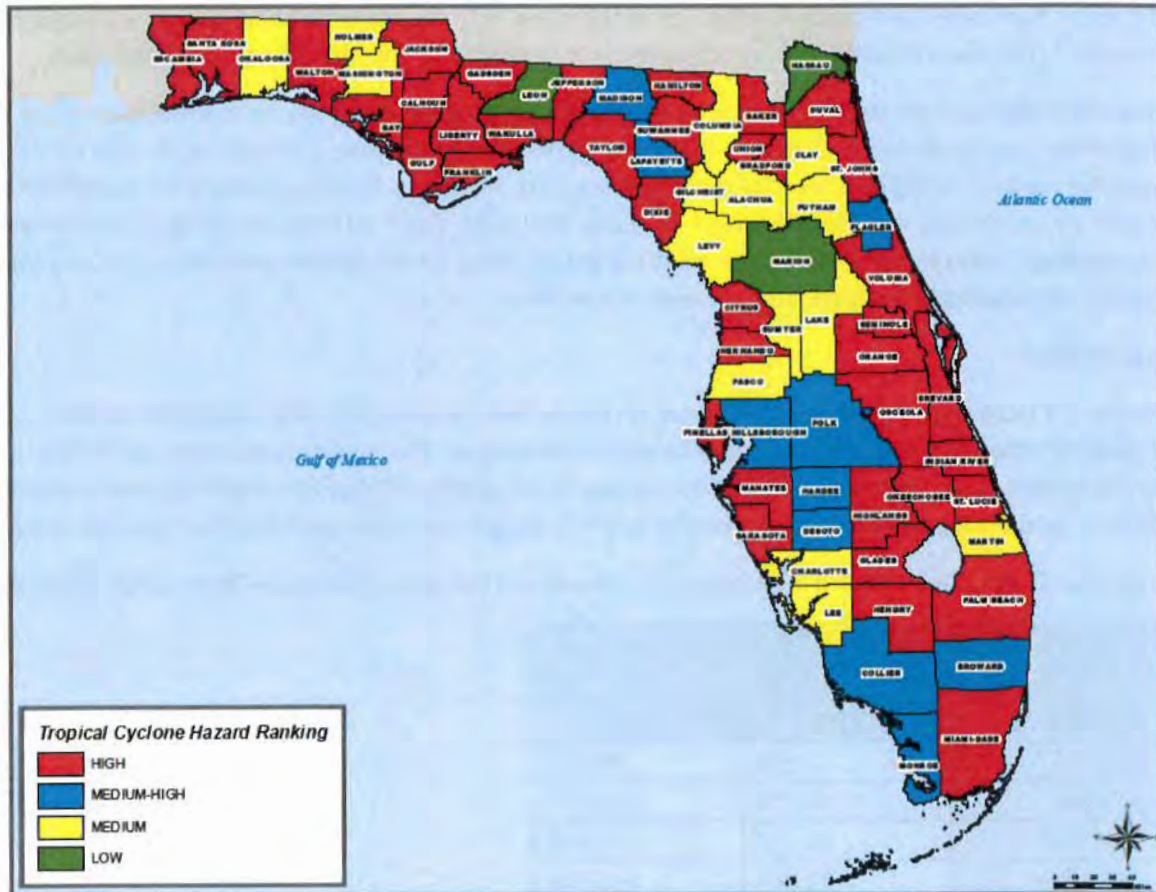 HOLMES
SANTA ROSA
JACKSON
ESCAMBIA
OKALOOSA
WALTON
WASHINGTON
GADSDEN
NASSAU
JEFFERSON
HAMILTON
LEON
MADISON
CALHOUN
DUVAL
BAKER
BAY
LIBERTY
WAKULLA
SUWANNEE
COLUMBIA
TAYLOR
UNION
LAFAYETTE
CLAY
GULF
FRANKLIN
BRADFORD
ST. JOHNS
GILCHRIST
ALACHUA
PUTNAM
Atlantic Ocean
DIXIE
FLAGLER
LEVY
MARION
VOLUSIA
CITRUS
LAKE
SUMTER
SEMINOLE
HERNANDO
ORANGE
PASCO
BREVARD
OSCEOLA
POLK
PINELLAS
HILLSBOROUGH
Gulf of Mexico
INDIAN RIVER
MANATEE
HARDEE
OKEECHOBEE
ST. LUCIE
HIGHLANDS
SARASOTA
DESOTO
MARTIN
GLADES
CHARLOTTE
PALM BEACH
LEE
HENDRY
COLLIER
BROWARD
MIAMI-DADE
MONROE
Tropical Cyclone Hazard Ranking
HIGH
MEDIUM-HIGH
MEDIUM
LOW